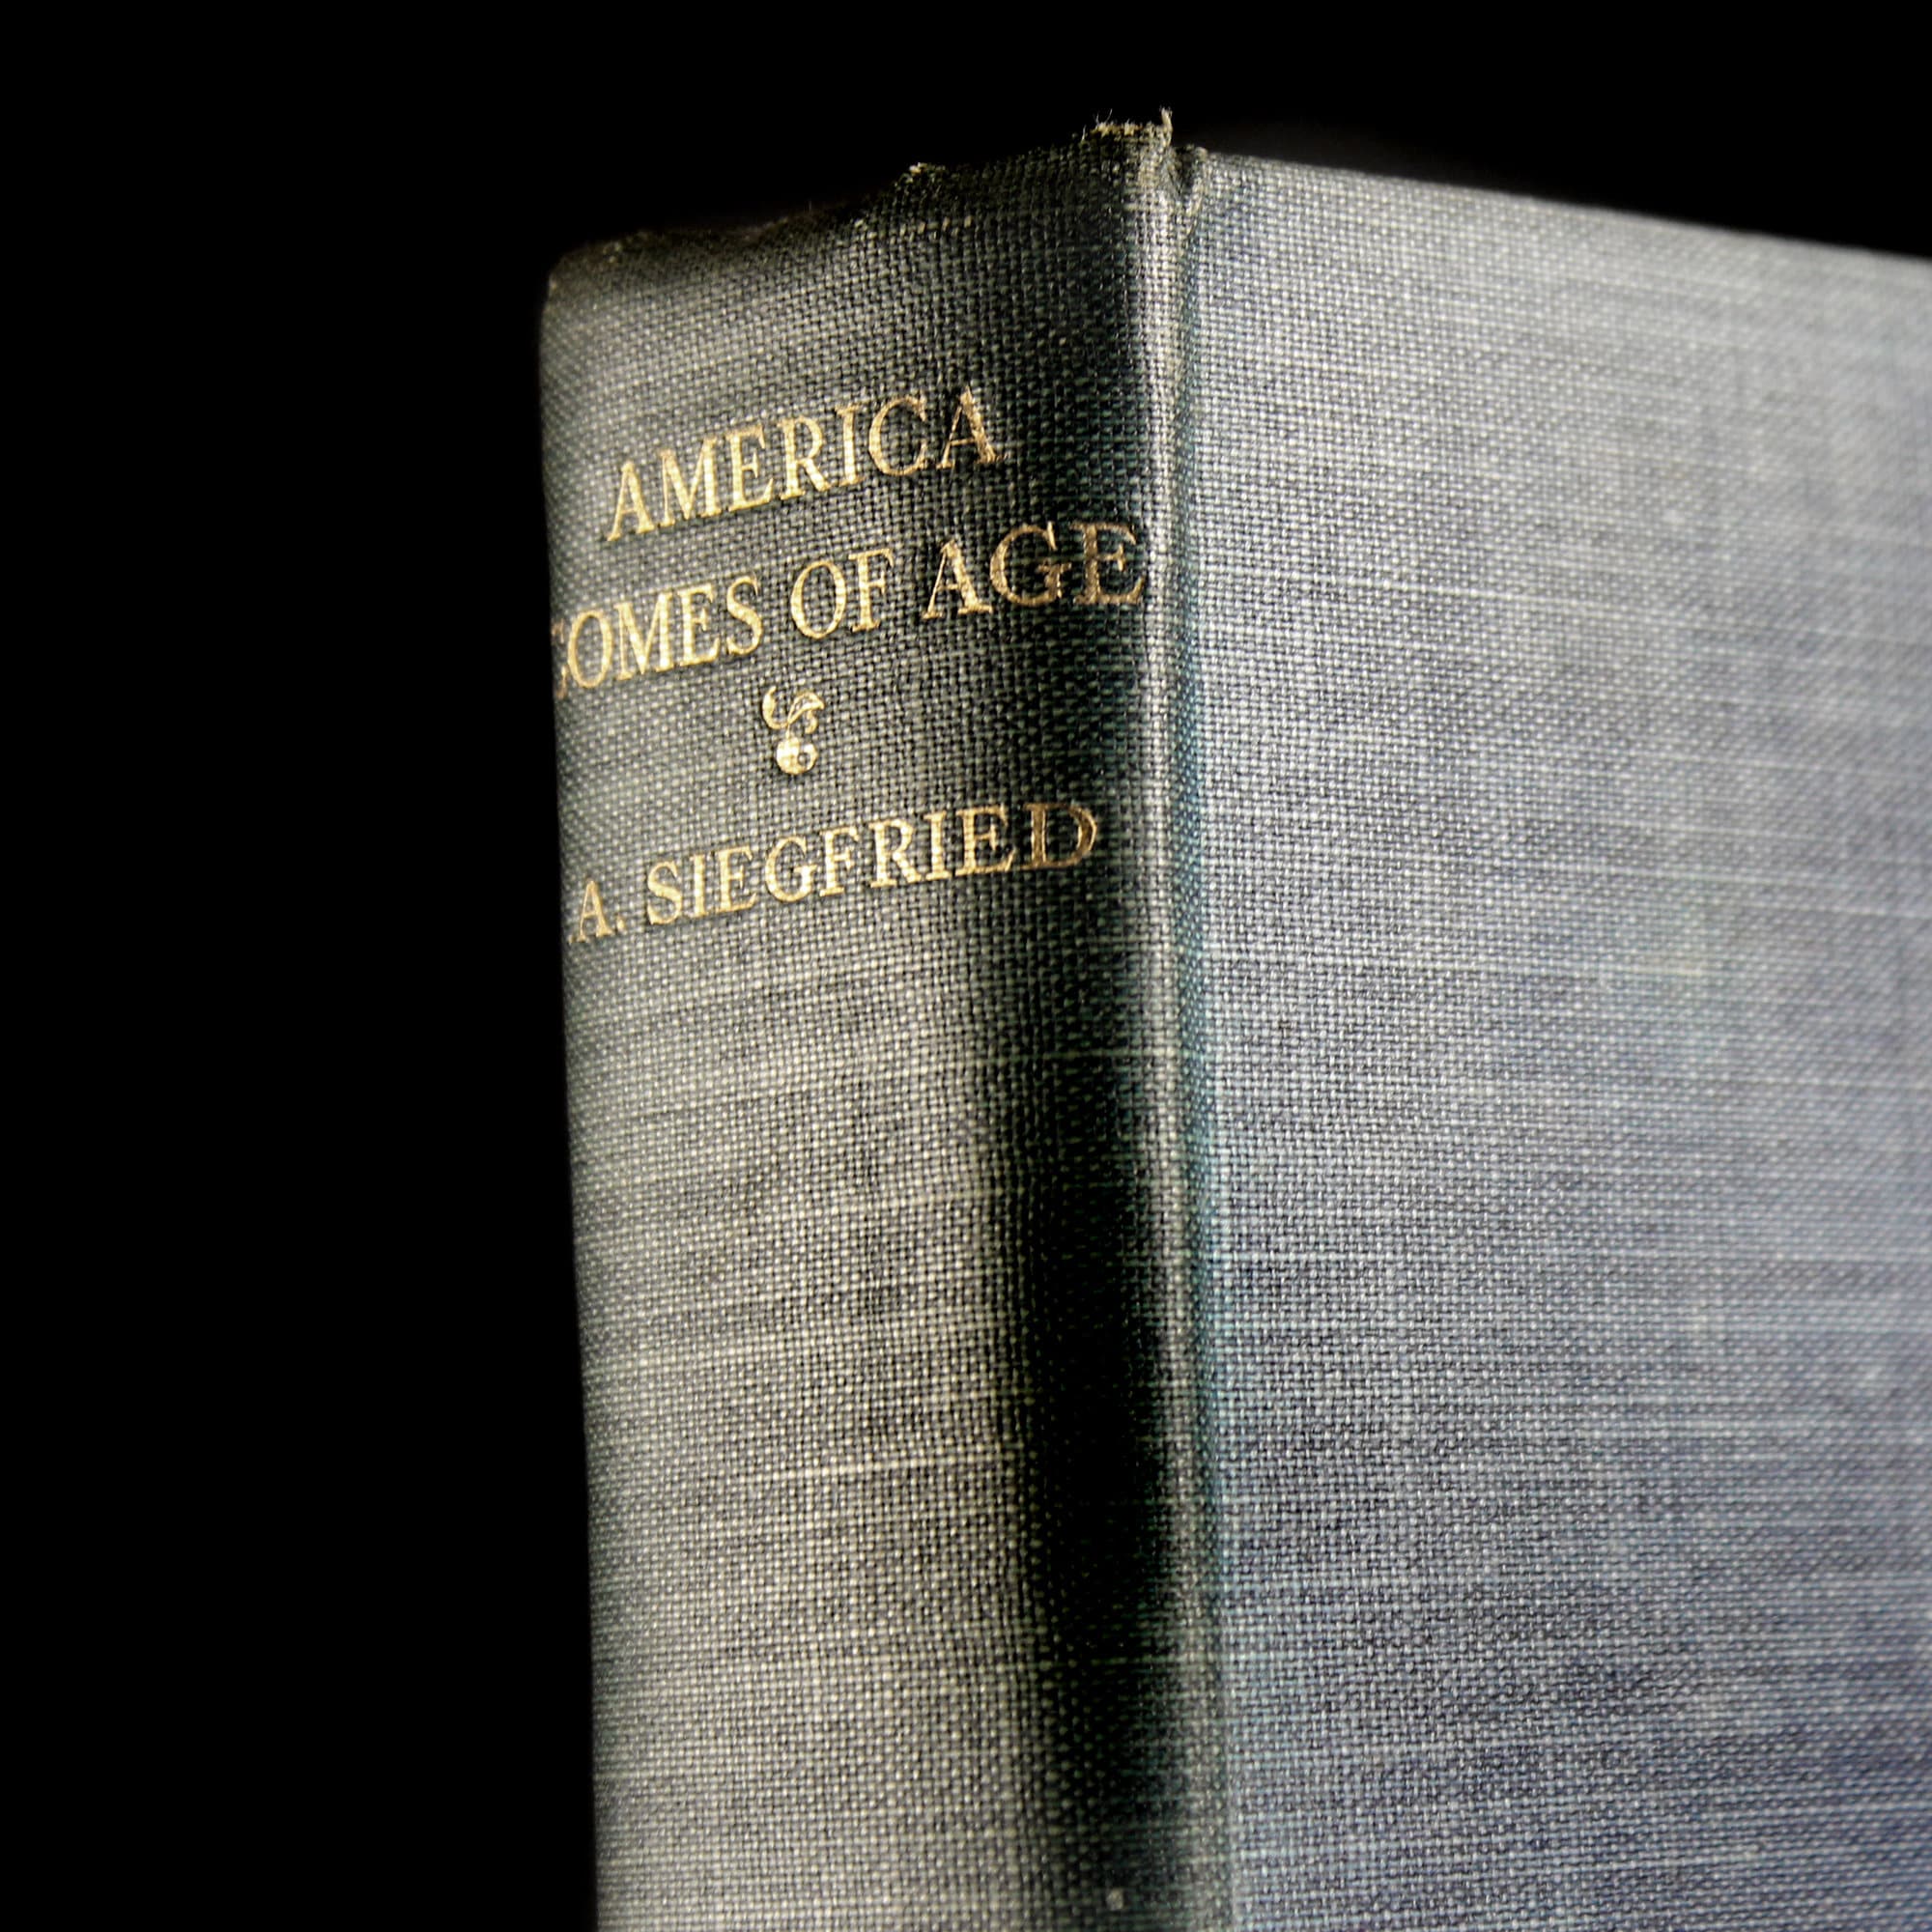 AMERICA
COMES OF AGE
A. SIEGFRIED